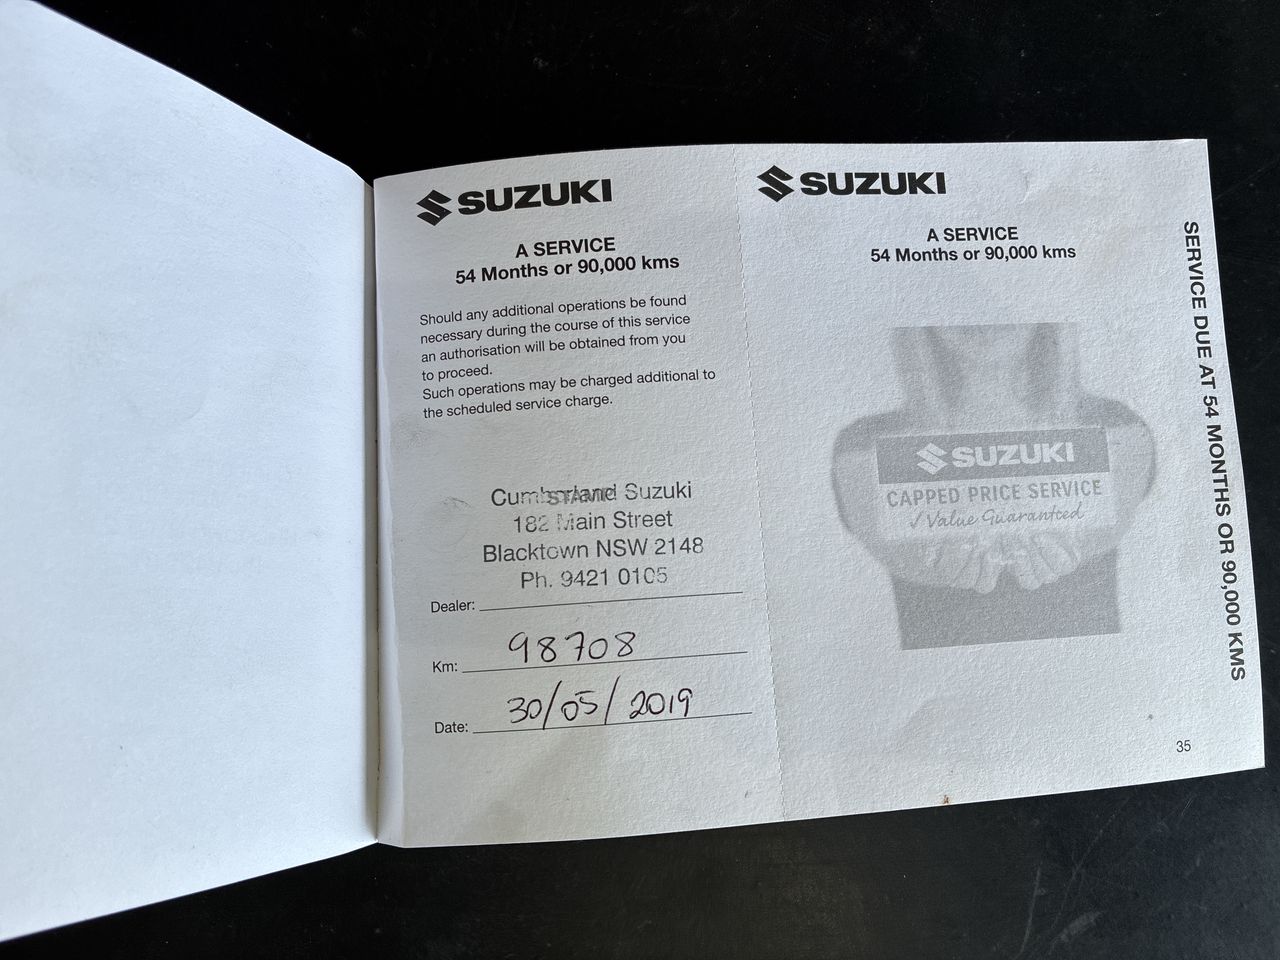 SUZUKI
A SERVICE
54 Months or 90,000 kms
Should any additional operations be found
necessary during the course of this service
an authorisation will be obtained from you
to proceed.
Such operations may be charged additional to
the scheduled service charge.
STAMP
Cumberland Suzuki
182 Main Street
Blacktown NSW 2148
Ph. 9421 0105
Dealer:
Km: 98708
Date: 30/05/2019
SUZUKI
A SERVICE
54 Months or 90,000 kms
SUZUKI
CAPPED PRICE SERVICE
✓ Value Guaranteed
SERVICE DUE AT 54 MONTHS OR 90,000 KMS
35